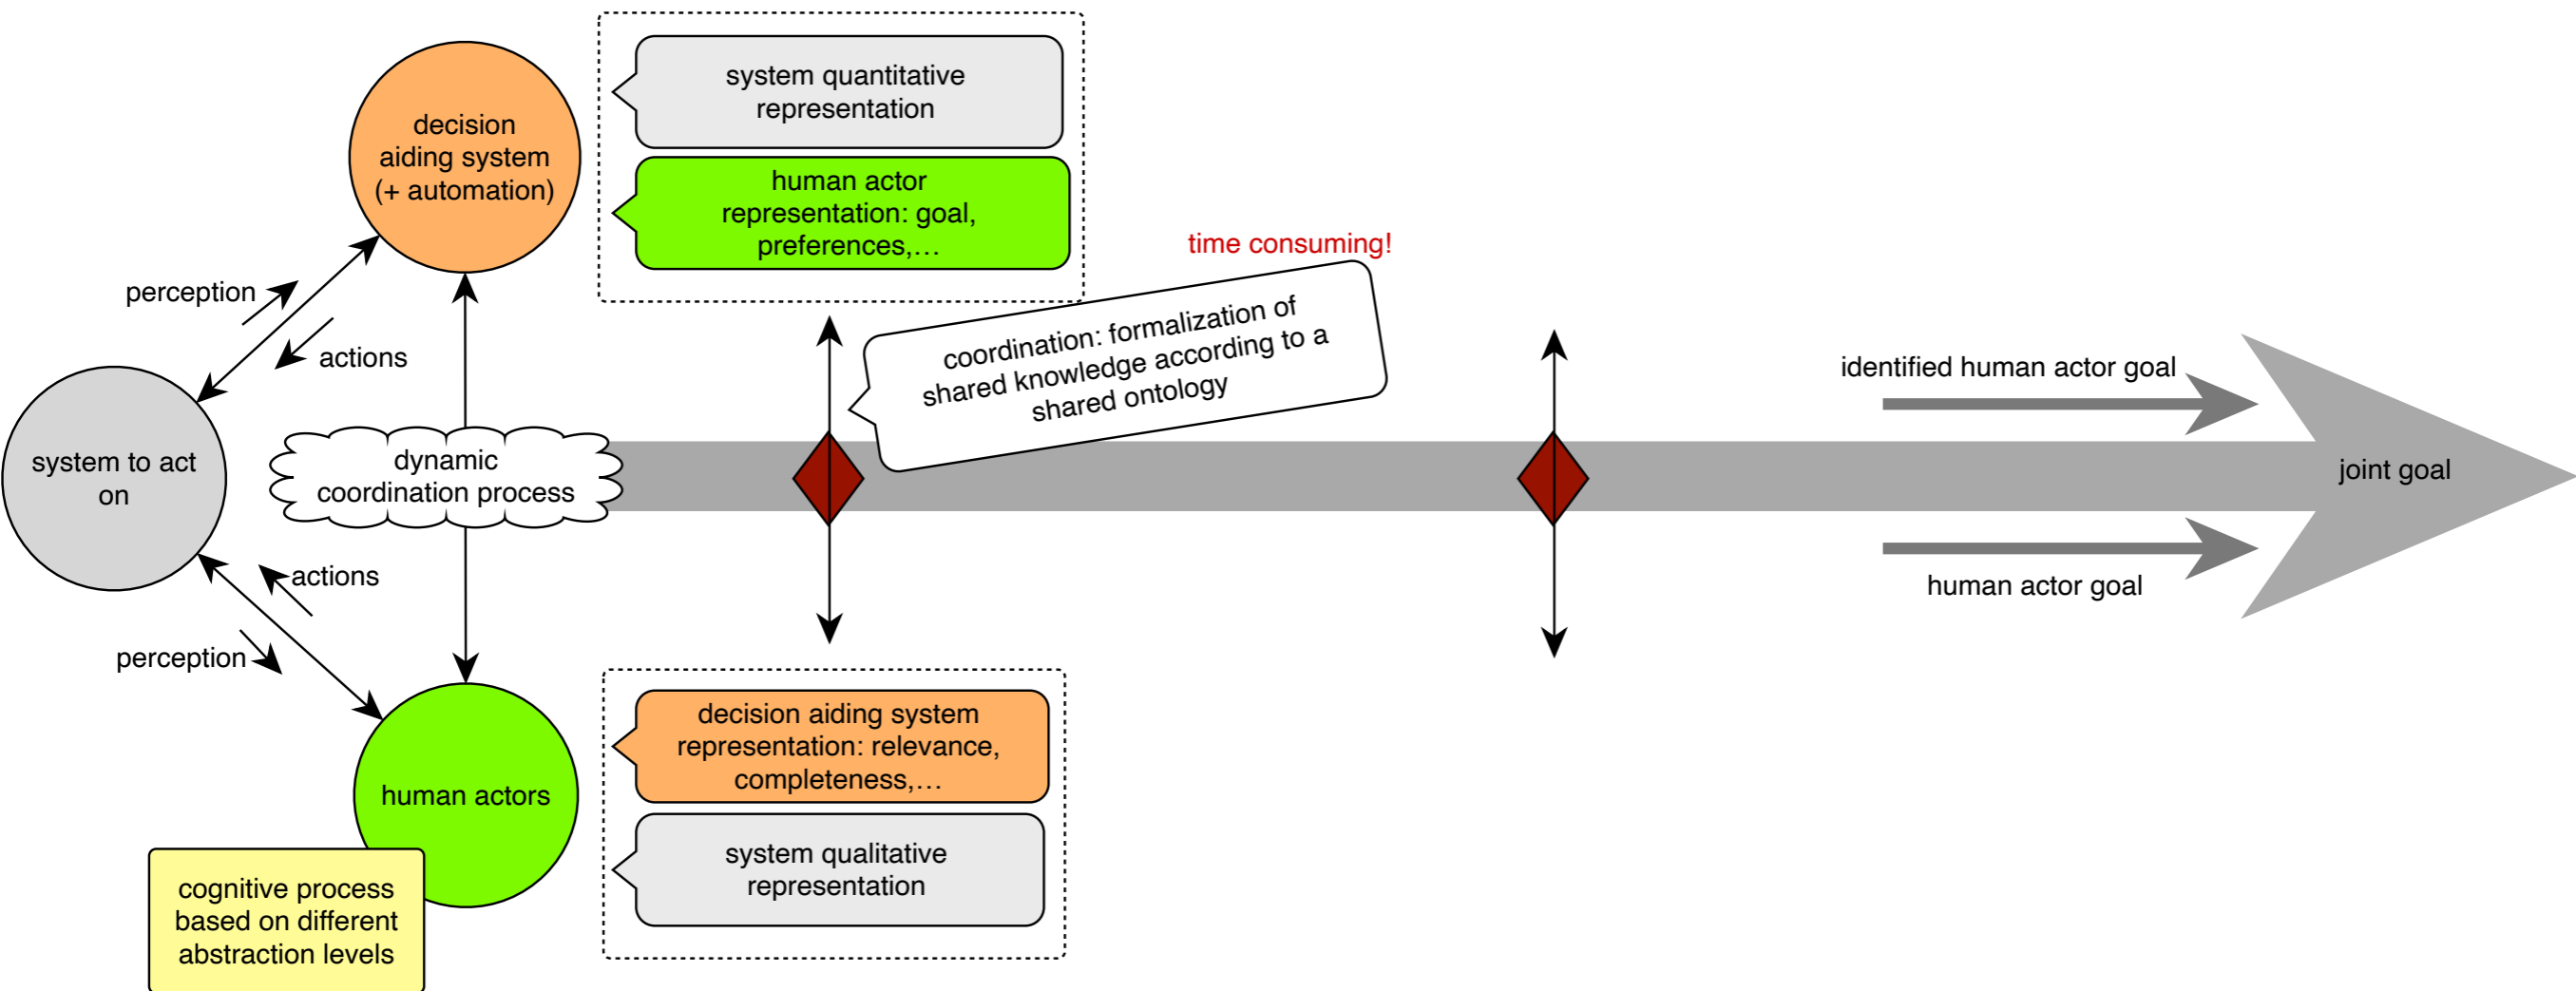 system quantitative
representation
decision
aiding system
(+ automation)
human actor
representation: goal,
preferences,…
time consuming!
perception
actions
coordination: formalization of
shared knowledge according to a
shared ontology
identified human actor goal
system to act
on
dynamic
coordination process
joint goal
actions
human actor goal
perception
decision aiding system
representation: relevance,
completeness,…
human actors
system qualitative
representation
cognitive process
based on different
abstraction levels